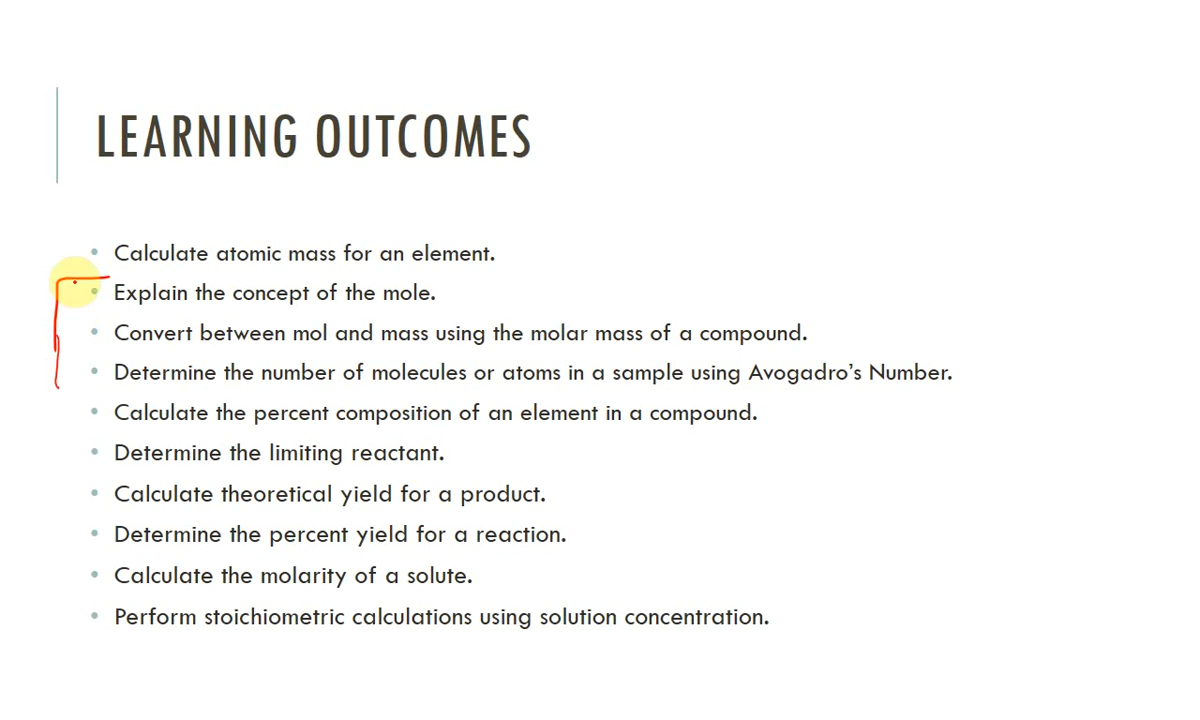 LEARNING OUTCOMES
• Calculate atomic mass for an element.
• Explain the concept of the mole.
• Convert between mol and mass using the molar mass of a compound.
• Determine the number of molecules or atoms in a sample using Avogadro's Number.
• Calculate the percent composition of an element in a compound.
• Determine the limiting reactant.
• Calculate theoretical yield for a product.
• Determine the percent yield for a reaction.
• Calculate the molarity of a solute.
• Perform stoichiometric calculations using solution concentration.